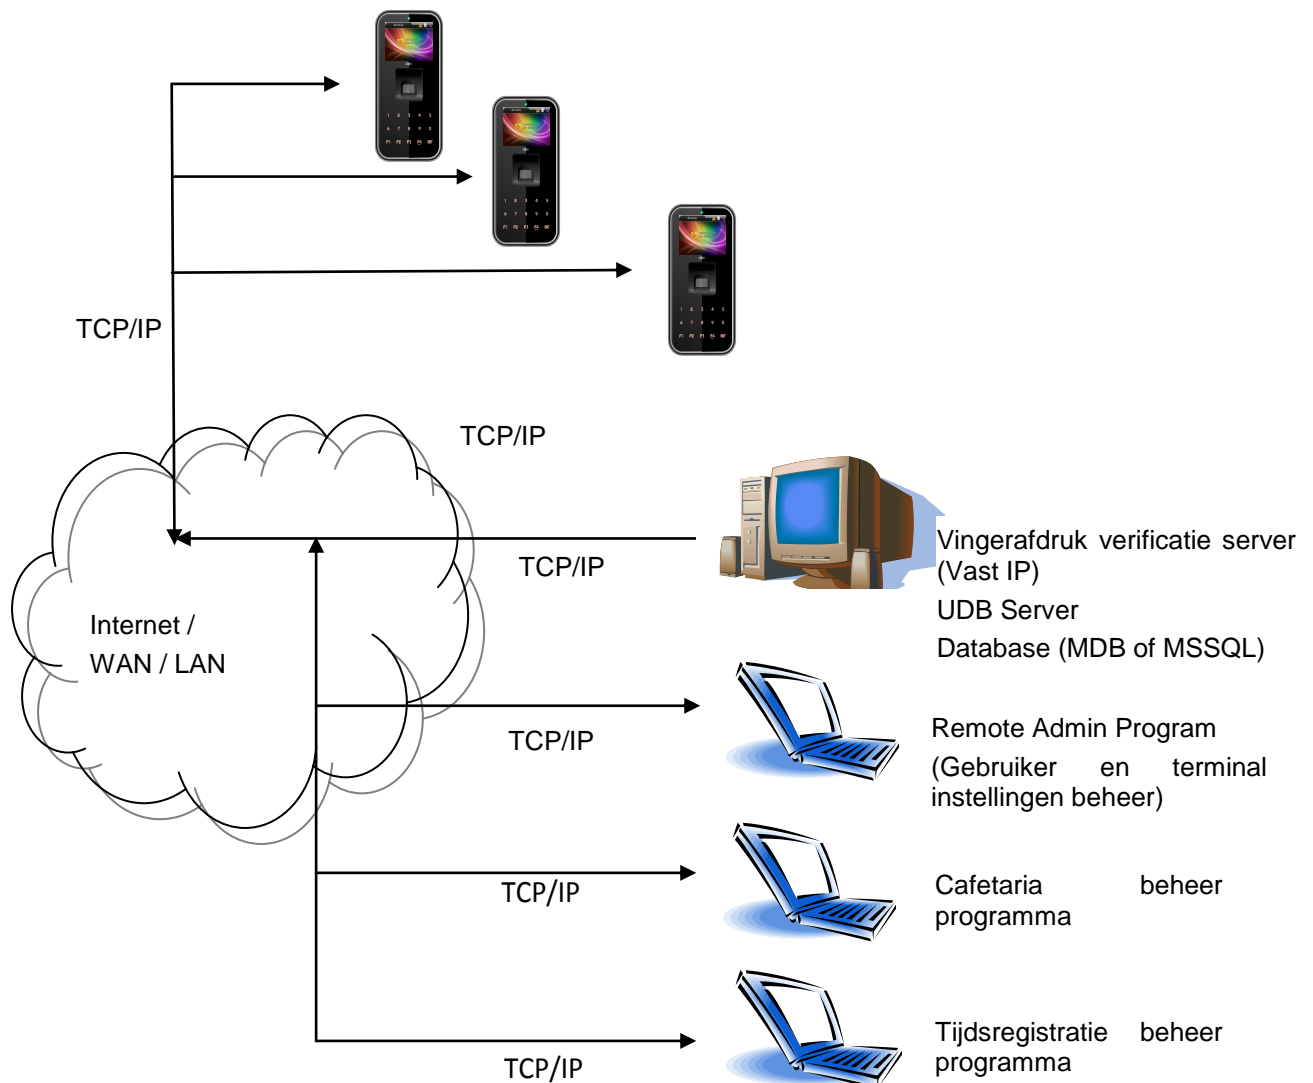 TCP/IP
TCP/IP
TCP/IP
Vingerafdruk verificatie server
(Vast IP)
UDB Server
Database (MDB of MSSQL)
Internet /
WAN / LAN
TCP/IP
Remote Admin Program
(Gebruiker en terminal
instellingen beheer)
TCP/IP
Cafetaria beheer
programma
TCP/IP
Tijdsregistratie beheer
programma